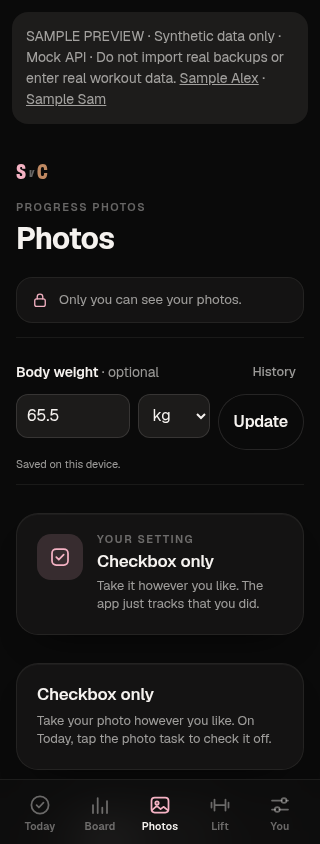 SAMPLE PREVIEW · Synthetic data only ·
Mock API · Do not import real backups or
enter real workout data. Sample Alex ·
Sample Sam
S v C
PROGRESS PHOTOS
Photos
Only you can see your photos.
Body weight · optional
History
65.5
kg
Update
Saved on this device.
YOUR SETTING
Checkbox only
Take it however you like. The
app just tracks that you did.
Checkbox only
Take your photo however you like. On
Today, tap the photo task to check it off.
Today
Board
Photos
Lift
You